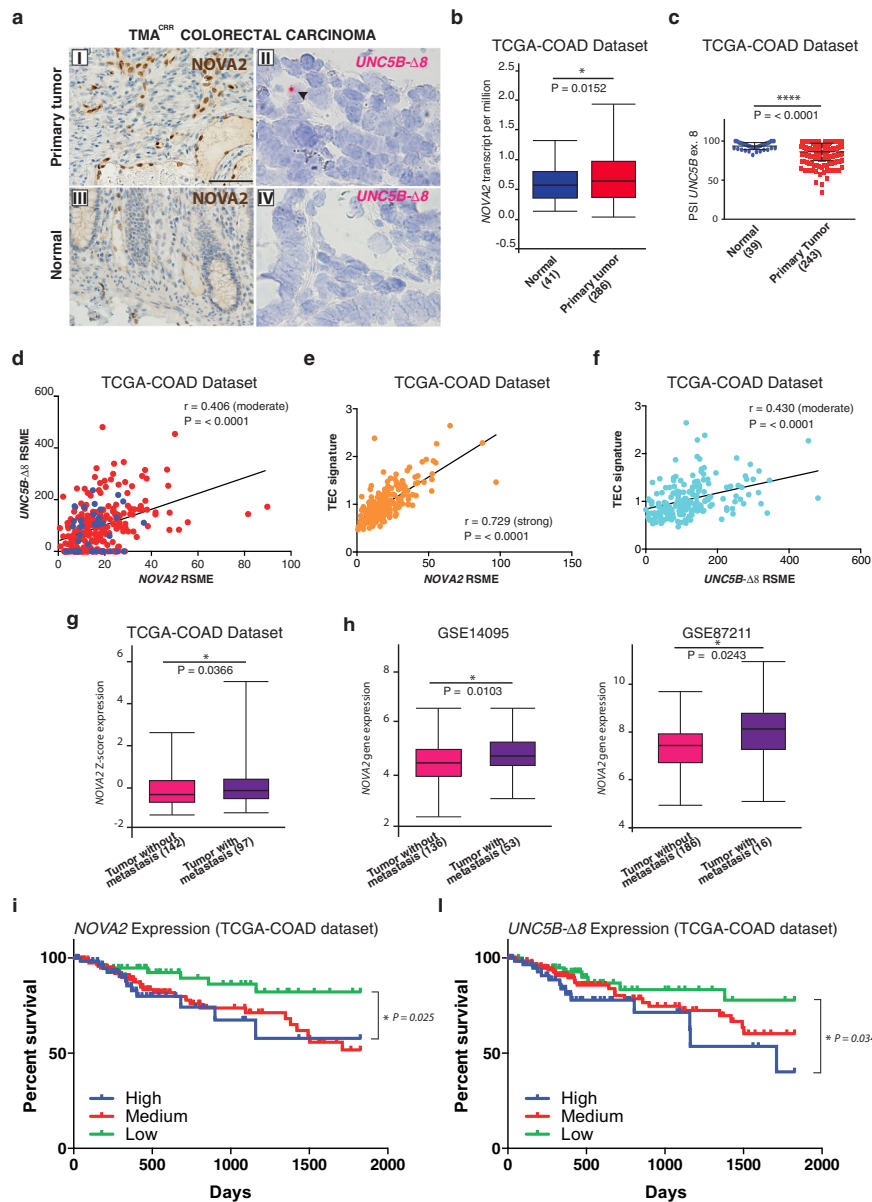 a
TMA^CRR COLORECTAL CARCINOMA
Primary tumor
Normal
I
NOVA2
II
UNC5B-Δ8
III
NOVA2
IV
UNC5B-Δ8
b
TCGA-COAD Dataset
NOVA2 transcript per million
2.5
2.0
1.5
1.0
0.5
0.0
-0.5
*
P = 0.0152
Normal
(41)
Primary tumor
(286)
c
TCGA-COAD Dataset
PSI UNC5B ex. 8
****
P = < 0.0001
100
50
0
Normal
(39)
Primary Tumor
(243)
d
TCGA-COAD Dataset
UNC5B-Δ8 RSME
600
400
200
0
r = 0.406 (moderate)
P = < 0.0001
0 20 40 60 80 100
NOVA2 RSME
e
TCGA-COAD Dataset
TEC signature
3
2
1
0
r = 0.729 (strong)
P = < 0.0001
0 50 100 150
NOVA2 RSME
f
TCGA-COAD Dataset
TEC signature
3
2
1
0
r = 0.430 (moderate)
P = < 0.0001
0 200 400 600
UNC5B-Δ8 RSME
g
TCGA-COAD Dataset
NOVA2 Z-score expression
6
4
2
0
-2
*
P = 0.0366
Tumor without
metastasis (142)
Tumor with
metastasis (97)
h
GSE14095
NOVA2 gene expression
8
6
4
2
*
P = 0.0103
Tumor without
metastasis (136)
Tumor with
metastasis (53)
GSE87211
NOVA2 gene expression
10
8
6
4
*
P = 0.0243
Tumor without
metastasis (186)
Tumor with
metastasis (16)
i
NOVA2 Expression (TCGA-COAD dataset)
Percent survival
100
50
0
* P = 0.025
High
Medium
Low
0 500 1000 1500 2000
Days
l
UNC5B-Δ8 Expression (TCGA-COAD dataset)
Percent survival
100
50
0
* P = 0.034
High
Medium
Low
0 500 1000 1500 2000
Days